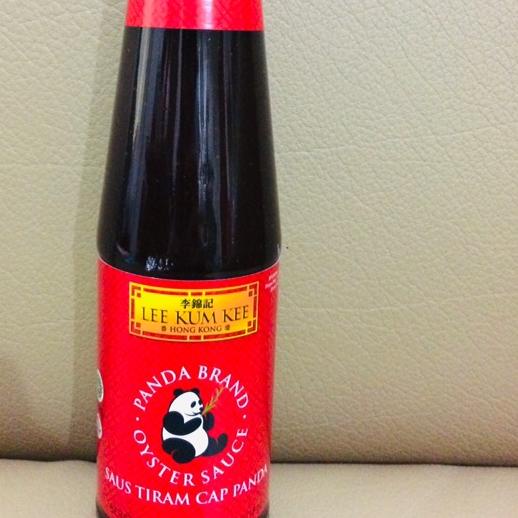 李錦記
LEE KUM KEE
HONG KONG
PANDA BRAND
OYSTER SAUCE
SAUS TIRAM CAP PANDA